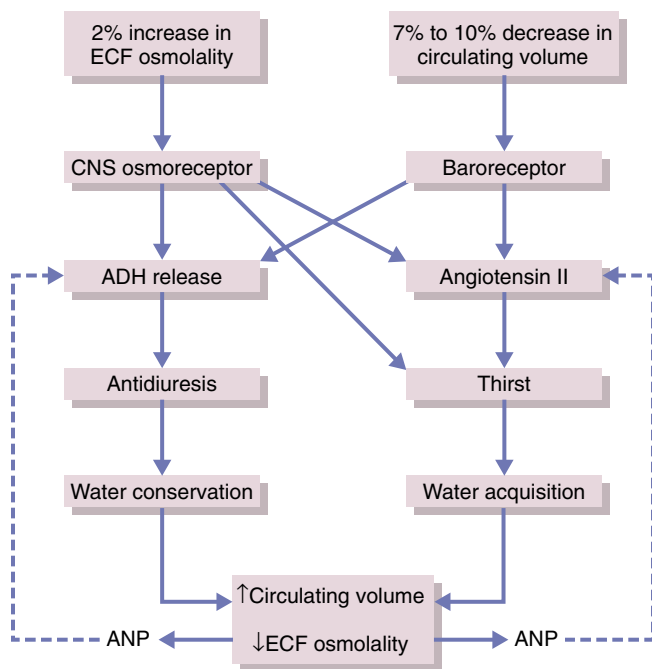 2% increase in
ECF osmolality
7% to 10% decrease in
circulating volume
CNS osmoreceptor
Baroreceptor
ADH release
Angiotensin II
Antidiuresis
Thirst
Water conservation
Water acquisition
↑Circulating volume
↓ECF osmolality
ANP
ANP